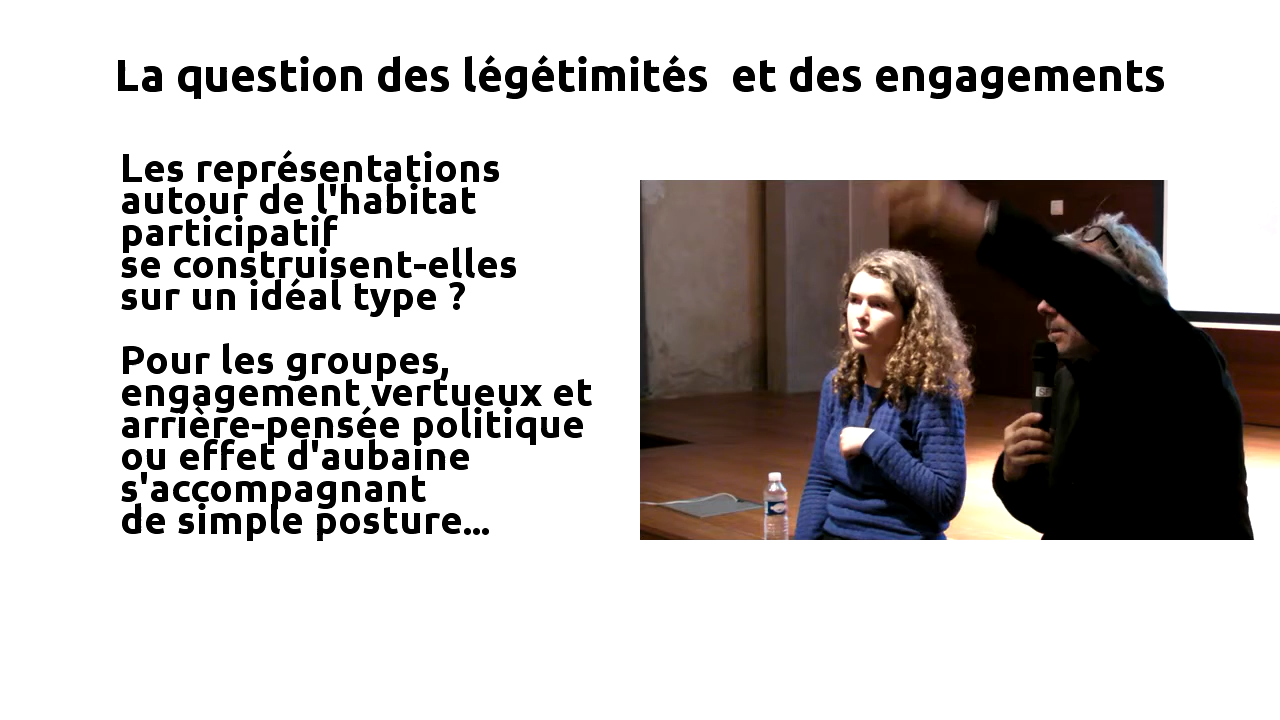 La question des légétimités  et des engagements
Les représentations
autour de l'habitat
participatif
se construisent-elles
sur un idéal type ?
Pour les groupes,
engagement vertueux et
arrière-pensée politique
ou effet d'aubaine
s'accompagnant
de simple posture...